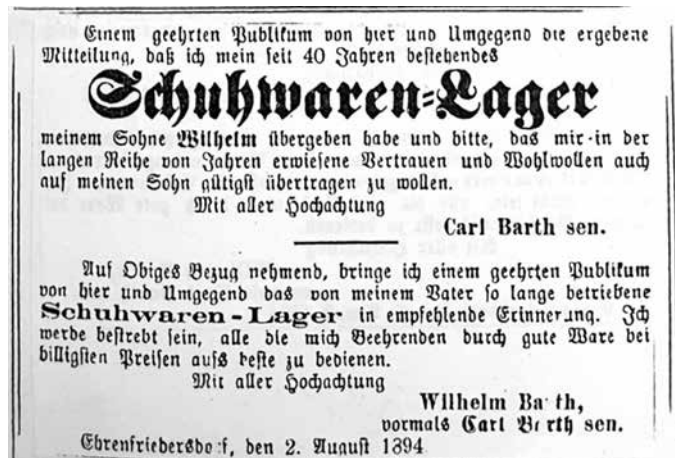 Einem geehrten Publikum von hier und Umgegend die ergebene
Mitteilung, daß ich mein seit 40 Jahren bestehendes
Schuhwaren-Lager
meinem Sohne Wilhelm übergeben habe und bitte, das mir in der
langen Reihe von Jahren erwiesene Vertrauen und Wohlwollen auch
auf meinen Sohn gütigst übertragen zu wollen.
Mit aller Hochachtung
Carl Barth sen.
Auf Obiges Bezug nehmend, bringe ich einem geehrten Publikum
von hier und Umgegend das von meinem Vater so lange betriebene
Schuhwaren-Lager in empfehlende Erinnerung. Ich
werde bestrebt sein, alle die mich Beehrenden durch gute Ware bei
billigsten Preisen aufs beste zu bedienen.
Mit aller Hochachtung
Wilhelm Barth,
vormals Carl Barth sen.
Ehrenfriedersdorf, den 2. August 1894